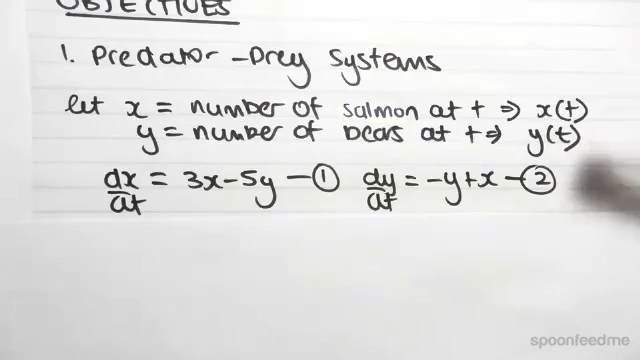 OBJECTIVES
1. Predator-Prey Systems
let x = number of salmon at t ⇒ x(t)
y = number of bears at t ⇒ y(t)
dx/dt = 3x-5y —① dy/dt = -y+x —②
spoonfeedme